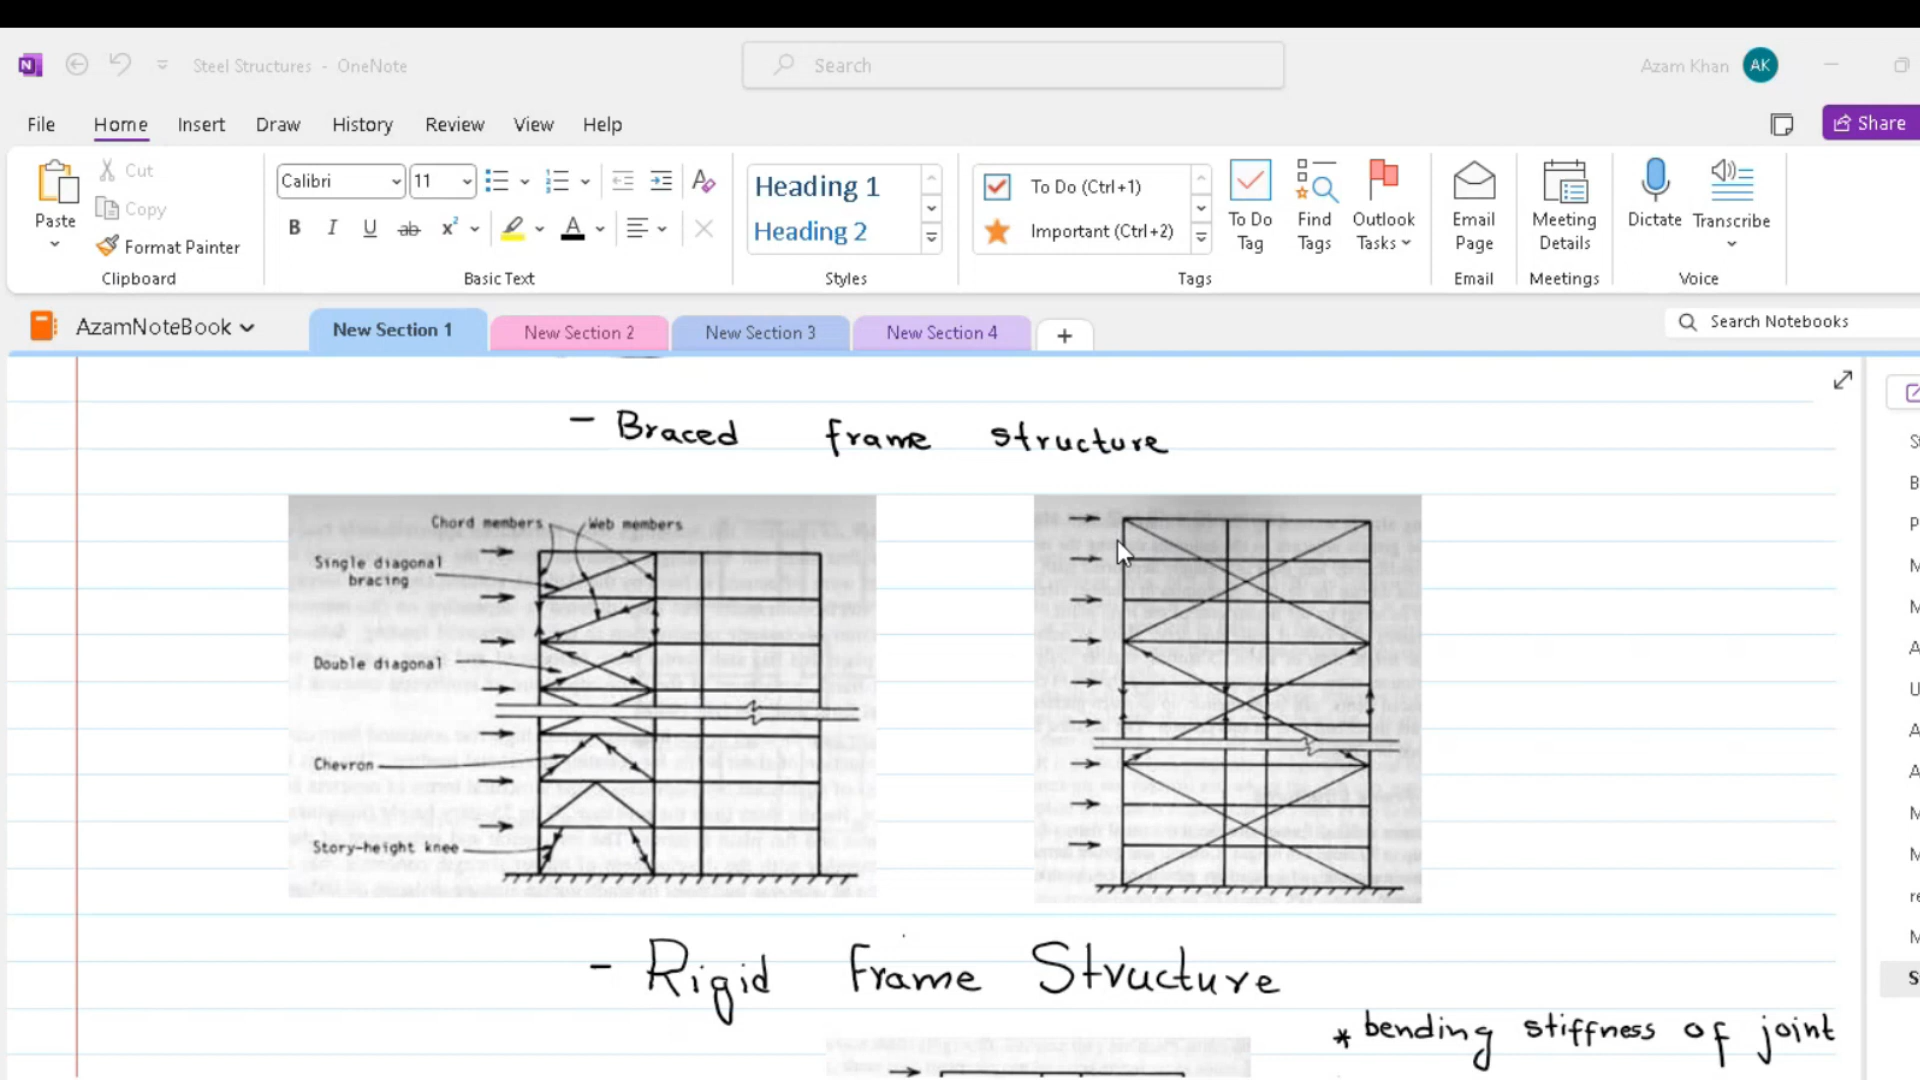 Steel Structures - OneNote
Search
Azam Khan
AK
File
Home
Insert
Draw
History
Review
View
Help
Share
Paste
Cut
Copy
Format Painter
Clipboard
Calibri
11
B I U ab x² A
Basic Text
Heading 1
Heading 2
Styles
To Do (Ctrl+1)
Important (Ctrl+2)
Tags
To Do
Tag
Find
Tags
Outlook
Tasks
Email
Page
Email
Meeting
Details
Meetings
Dictate
Transcribe
Voice
AzamNoteBook
New Section 1
New Section 2
New Section 3
New Section 4
+
Search Notebooks
- Braced frame structure
Chord members
Web members
Single diagonal
bracing
Double diagonal
Chevron
Story-height knee
- Rigid Frame Structure
* bending stiffness of joint